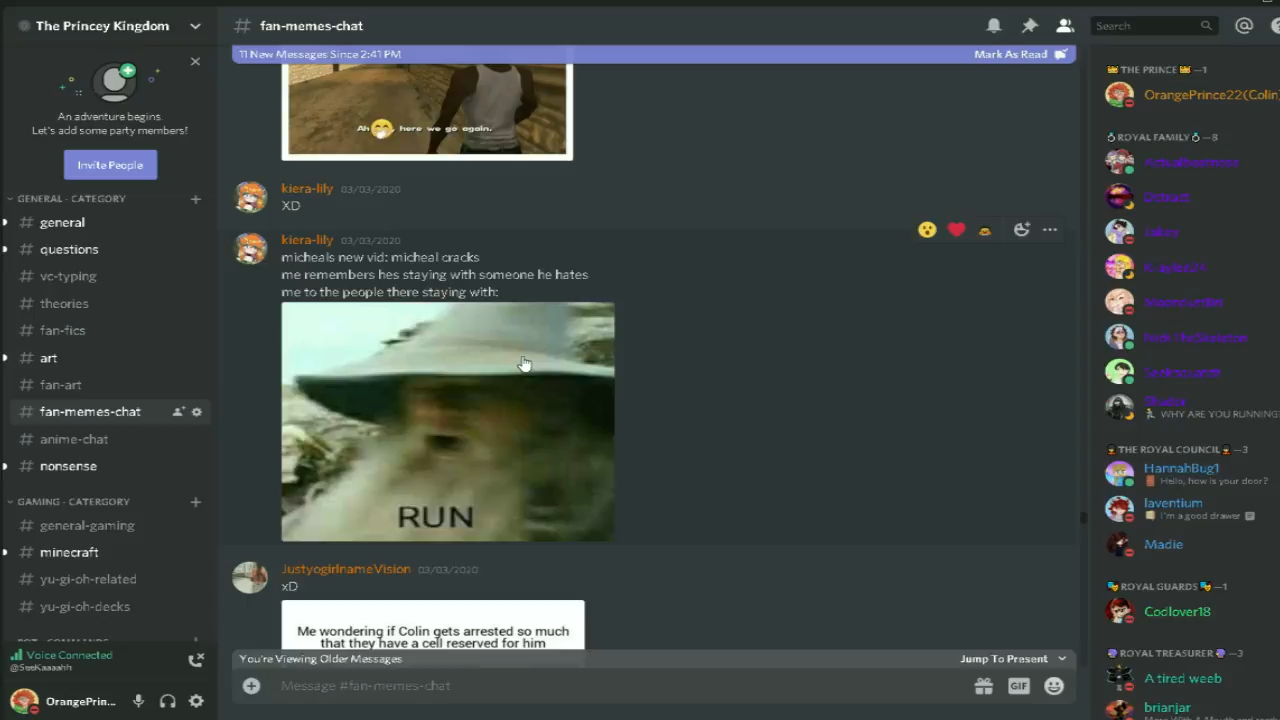 The Princey Kingdom
An adventure begins.
Let's add some party members!
Invite People
GENERAL - CATEGORY
# general
# questions
# vc-typing
# theories
# fan-fics
# art
# fan-art
# fan-memes-chat
# anime-chat
# nonsense
GAMING - CATERGORY
# general-gaming
# minecraft
# yu-gi-oh-related
# yu-gi-oh-decks
Voice Connected
@SeeKaaaahh
OrangePrin...
# fan-memes-chat
Search
11 New Messages Since 2:41 PM
Mark As Read
Ah here we go again.
kiera-lily 03/03/2020
XD
kiera-lily 03/03/2020
micheals new vid: micheal cracks
me remembers hes staying with someone he hates
me to the people there staying with:
RUN
JustyogirlnameVision 03/03/2020
xD
Me wondering if Colin gets arrested so much
that they have a cell reserved for him
You're Viewing Older Messages
Jump To Present
Message #fan-memes-chat
GIF
THE PRINCE —1
OrangePrince22(Colin)
ROYAL FAMILY —8
WHY ARE YOU RUNNING
THE ROYAL COUNCIL —3
HannahBug1
Hello, how is your door?
laventium
I'm a good drawer
Madie
ROYAL GUARDS —1
Codlover18
ROYAL TREASURER —3
A tired weeb
brianjar